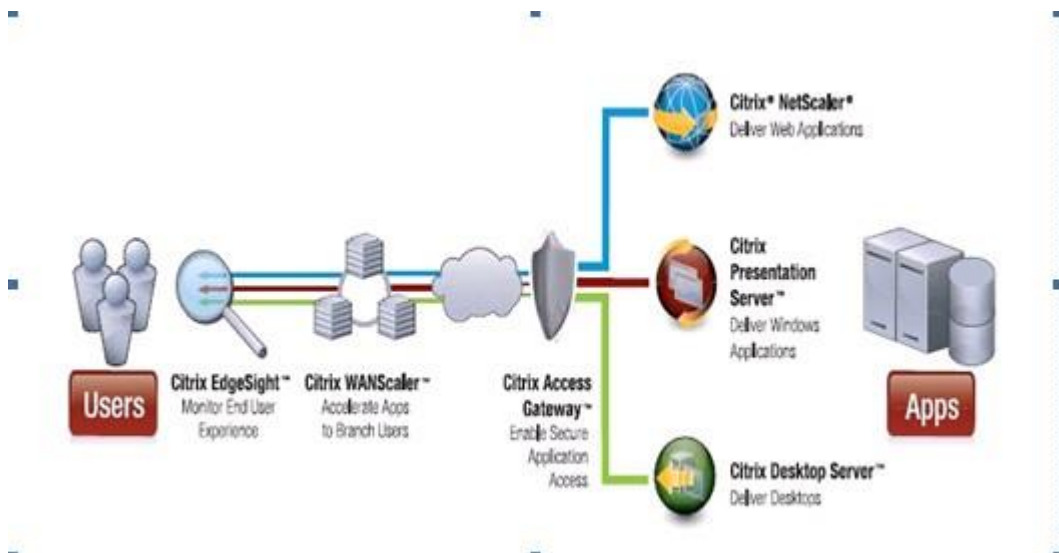 Citrix® NetScaler®
Deliver Web Applications
Citrix
Presentation
Server™
Deliver Windows
Applications
Users
Citrix EdgeSight™
Monitor End User
Experience
Citrix WANScaler™
Accelerate Apps
to Branch Users
Citrix Access
Gateway™
Enable Secure
Application
Access
Apps
Citrix Desktop Server™
Deliver Desktops